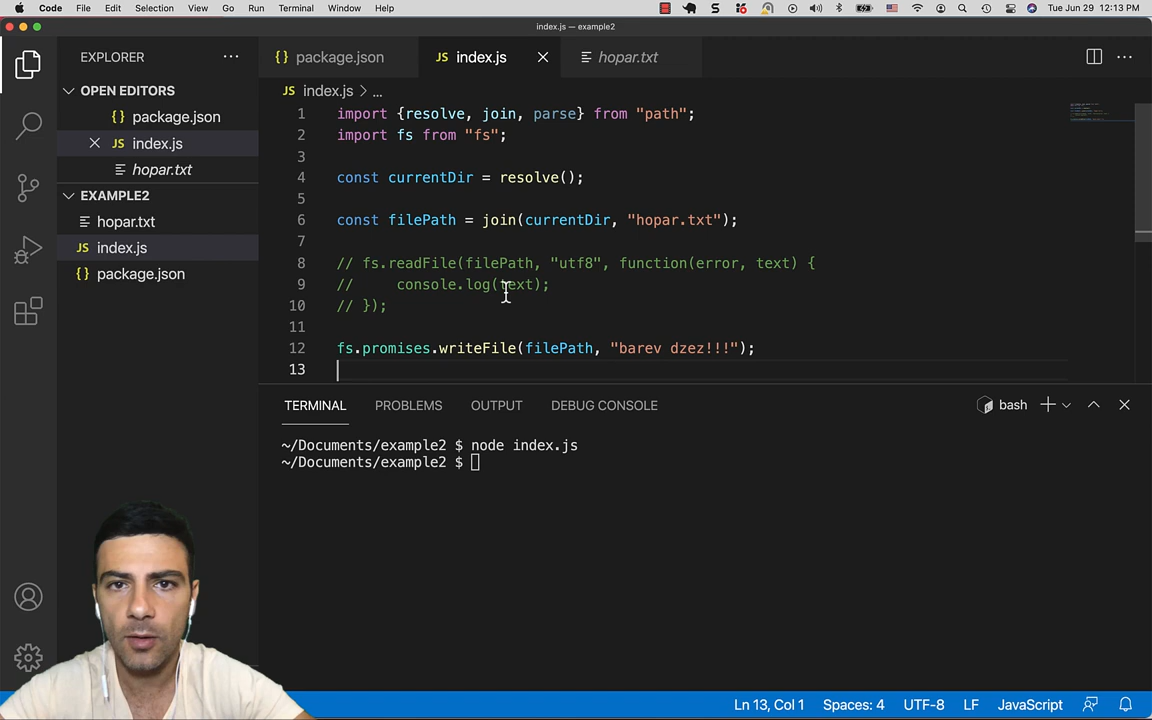 Code File Edit Selection View Go Run Terminal Window Help Tue Jun 29 12:13 PM
index.js — example2
EXPLORER
package.json
JS index.js
hopar.txt
OPEN EDITORS
package.json
JS index.js
hopar.txt
EXAMPLE2
hopar.txt
JS index.js
package.json
JS index.js > ...
1 import {resolve, join, parse} from "path";
2 import fs from "fs";
3
4 const currentDir = resolve();
5
6 const filePath = join(currentDir, "hopar.txt");
7
8 // fs.readFile(filePath, "utf8", function(error, text) {
9 //     console.log(text);
10 // });
11
12 fs.promises.writeFile(filePath, "barev dzez!!!");
13
TERMINAL PROBLEMS OUTPUT DEBUG CONSOLE bash
~/Documents/example2 $ node index.js
~/Documents/example2 $
Ln 13, Col 1 Spaces: 4 UTF-8 LF JavaScript